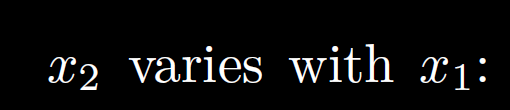 x₂ varies with x₁: